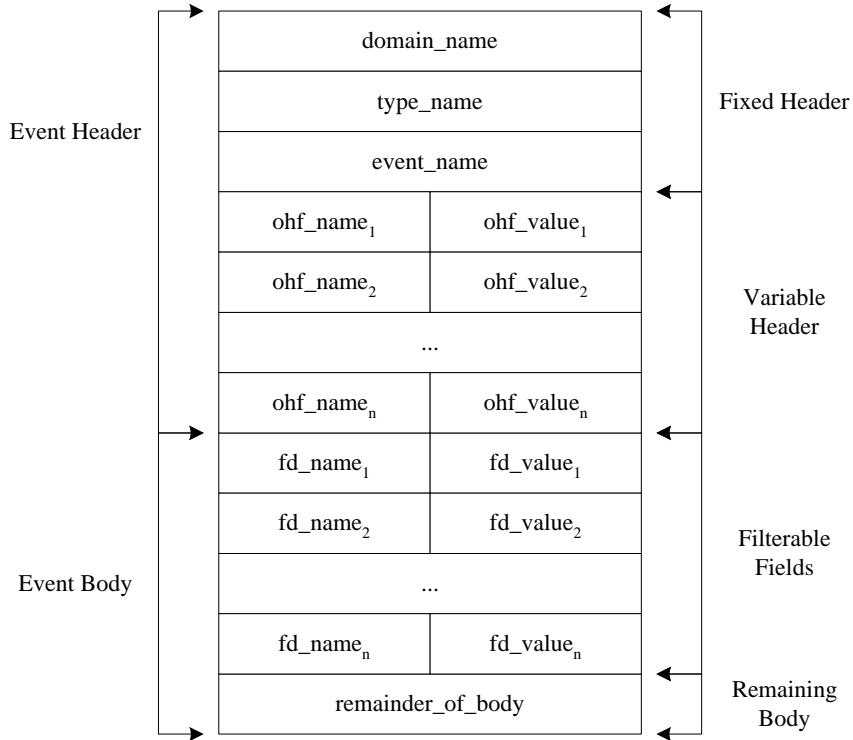 domain_name
type_name
Fixed Header
Event Header
event_name
ohf_name₁ ohf_value₁
ohf_name₂ ohf_value₂
Variable
Header
...
ohf_nameₙ ohf_valueₙ
fd_name₁ fd_value₁
fd_name₂ fd_value₂
Filterable
Fields
Event Body
...
fd_nameₙ fd_valueₙ
remainder_of_body
Remaining
Body